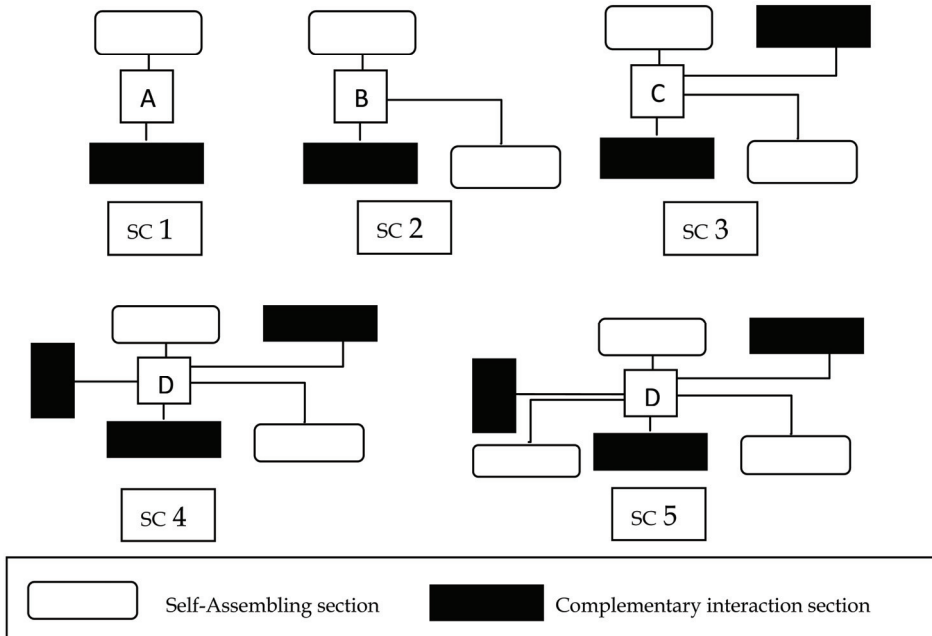 A
B
C
SC 1
SC 2
SC 3
D
D
SC 4
SC 5
Self-Assembling section
Complementary interaction section